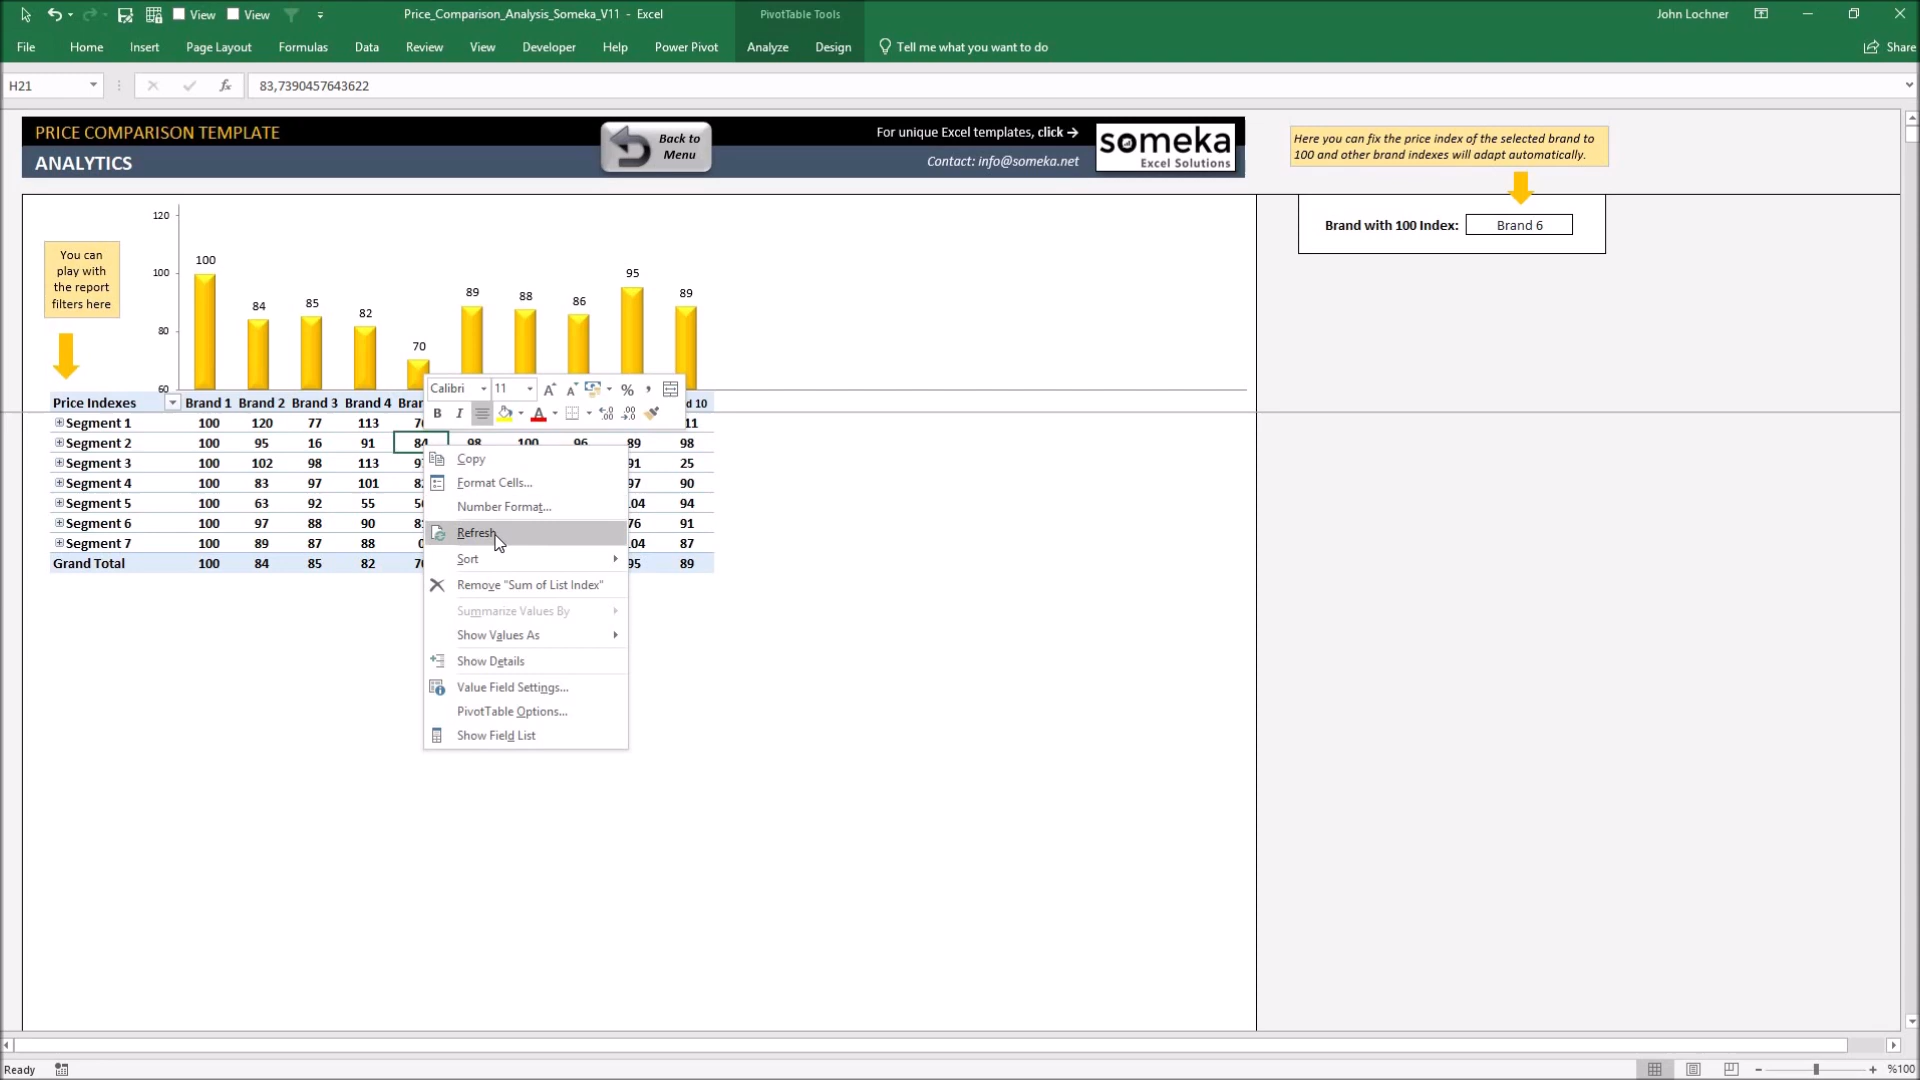 View View Price_Comparison_Analysis_Someka_V11 - Excel PivotTable Tools John Lochner
File Home Insert Page Layout Formulas Data Review View Developer Help Power Pivot Analyze Design Tell me what you want to do Share
H21 fx 83,7390457643622
PRICE COMPARISON TEMPLATE
ANALYTICS
Back to
Menu
For unique Excel templates, click →
Contact: info@someka.net
someka
Excel Solutions
Here you can fix the price index of the selected brand to
100 and other brand indexes will adapt automatically.
Brand with 100 Index: Brand 6
You can
play with
the report
filters here
120
100
80
60
100 84 85 82 70 89 88 86 95 89
Calibri 11 A A % ,
B I A
Price Indexes Brand 1 Brand 2 Brand 3 Brand 4 Bran d 10
Segment 1 100 120 77 113 11
Segment 2 100 95 16 91 84 98 100 96 89 98
Segment 3 100 102 98 113 91 25
Segment 4 100 83 97 101 97 90
Segment 5 100 63 92 55 04 94
Segment 6 100 97 88 90 76 91
Segment 7 100 89 87 88 0 04 87
Grand Total 100 84 85 82 95 89
Copy
Format Cells...
Number Format...
Refresh
Sort
Remove "Sum of List Index"
Summarize Values By
Show Values As
Show Details
Value Field Settings...
PivotTable Options...
Show Field List
Ready %100